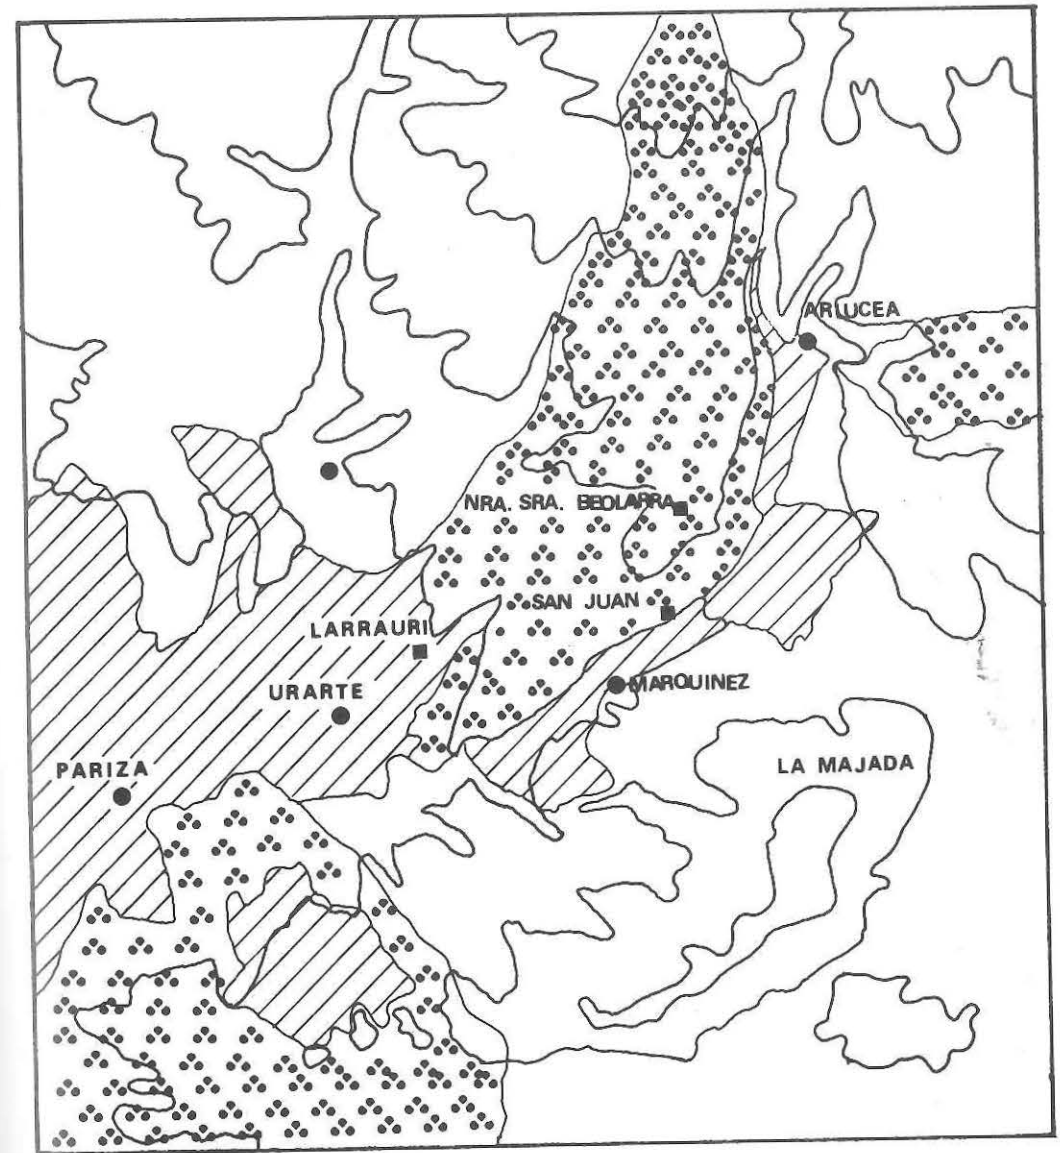 ARLUCEA
NRA. SRA. BEOLARRA
SAN JUAN
LARRAURI
MARQUINEZ
URARTE
LA MAJADA
PARIZA